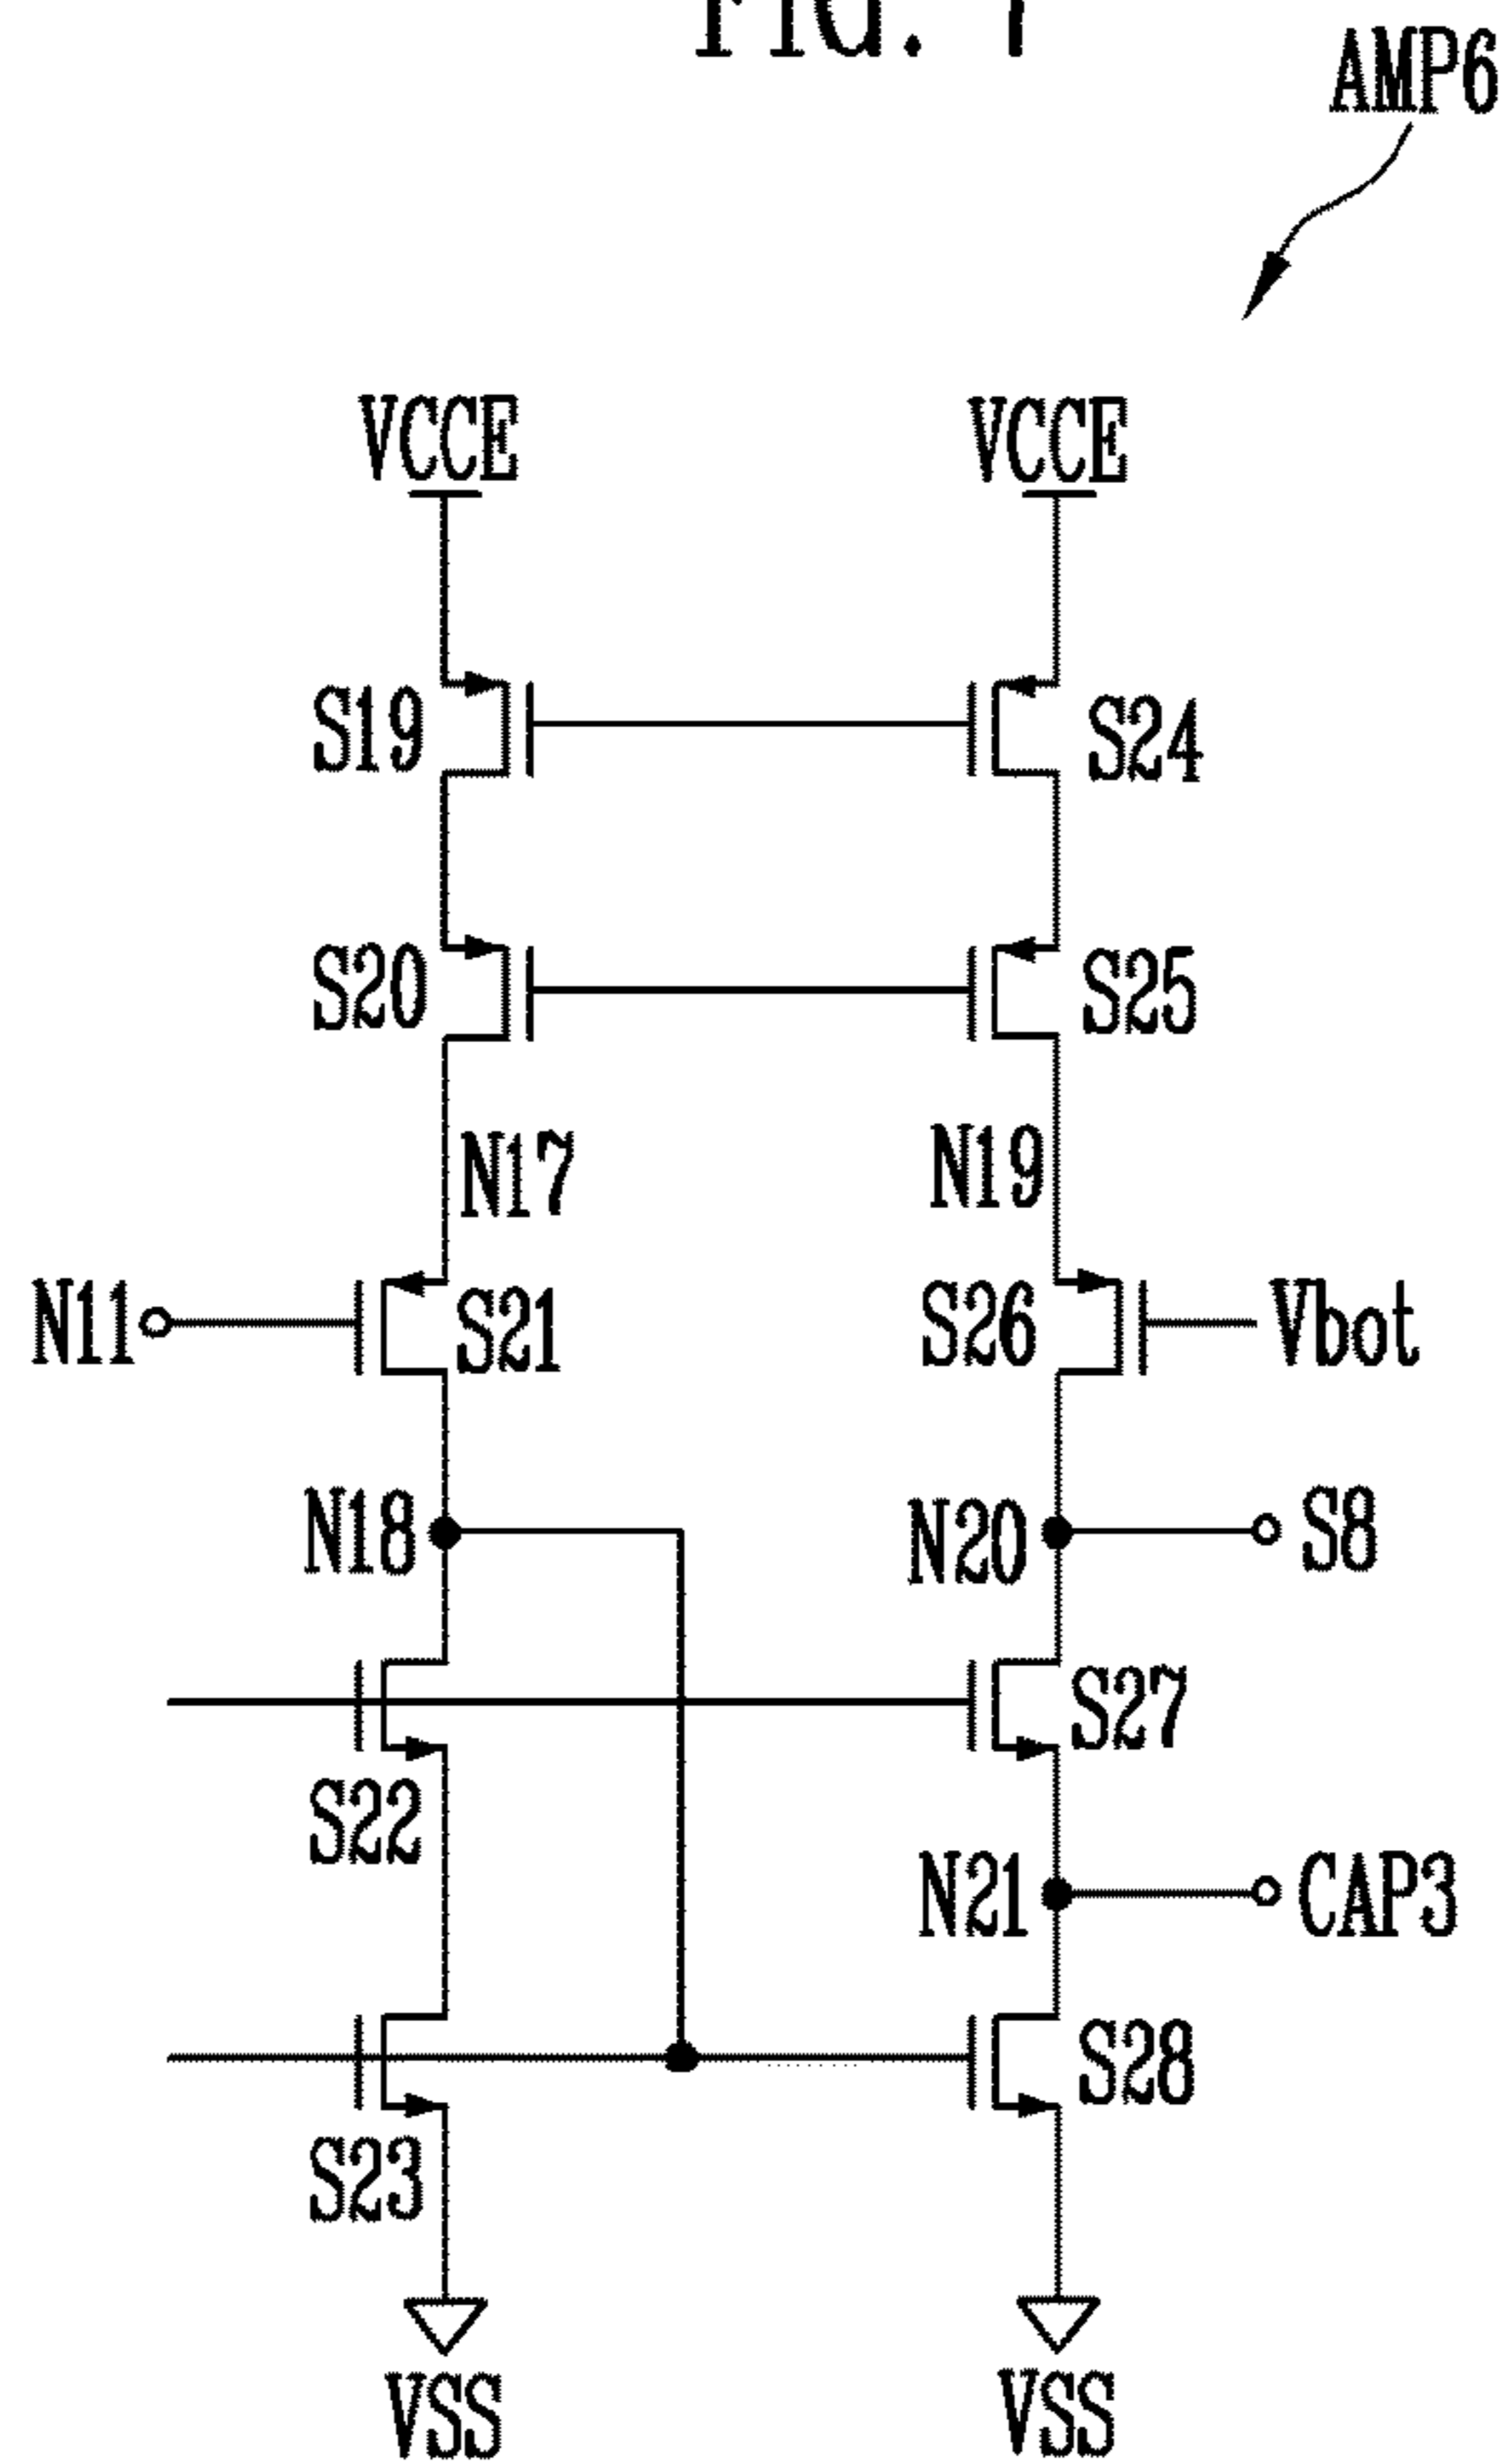 AMP6
VCCE VCCE
S19 S24
S20 S25
N17 N19
N11 S21 S26 Vbot
N18 N20 S8
S27
S22
N21 CAP3
S28
S23
VSS VSS